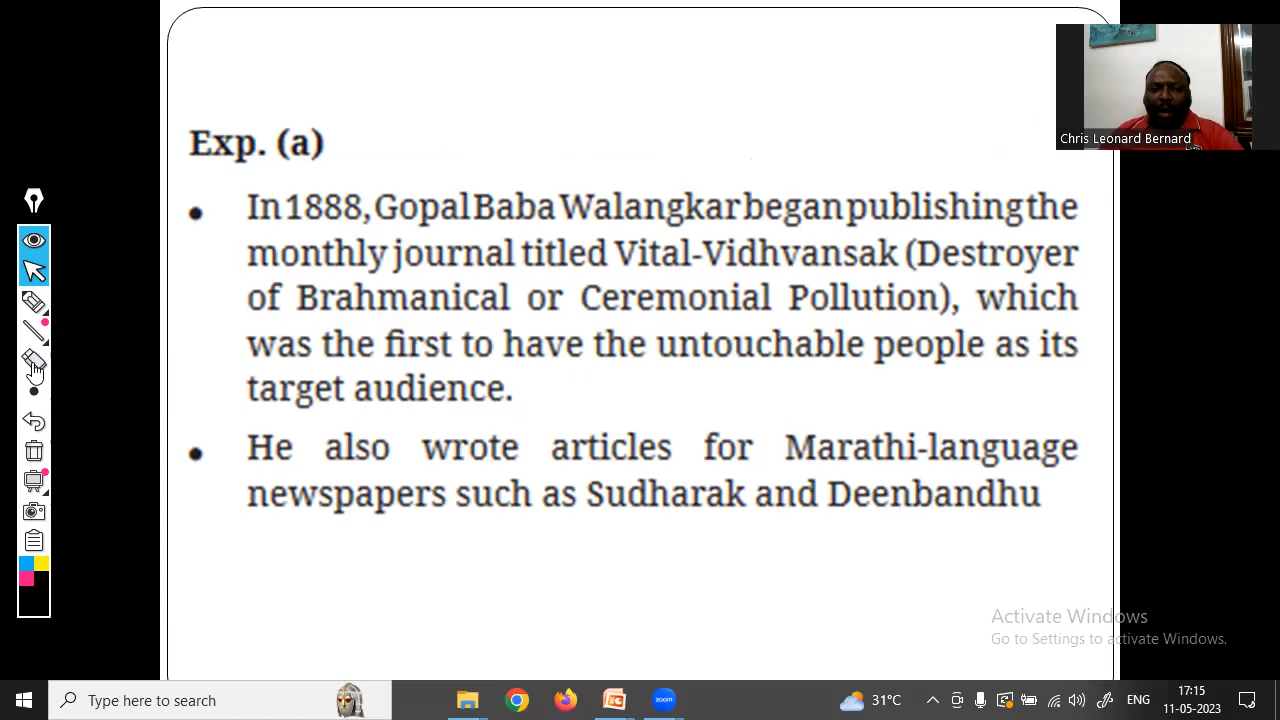 Chris Leonard Bernard
Exp. (a)
• In 1888, Gopal Baba Walangkar began publishing the
monthly journal titled Vital-Vidhvansak (Destroyer
of Brahmanical or Ceremonial Pollution), which
was the first to have the untouchable people as its
target audience.
• He also wrote articles for Marathi-language
newspapers such as Sudharak and Deenbandhu
Activate Windows
Go to Settings to activate Windows.
Type here to search
zoom
31°C
ENG
17:15
11-05-2023